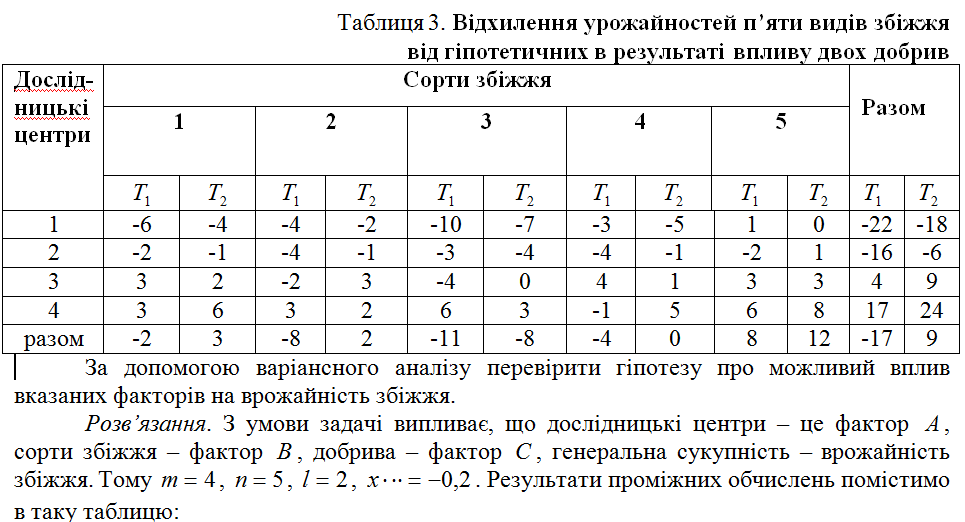 Таблиця 3. Відхилення урожайностей п’яти видів збіжжя
від гіпотетичних в результаті впливу двох добрив
Дослід-
ницькі
центри
Сорти збіжжя
Разом
1 2 3 4 5
T₁ T₂ T₁ T₂ T₁ T₂ T₁ T₂ T₁ T₂ T₁ T₂
1 -6 -4 -4 -2 -10 -7 -3 -5 1 0 -22 -18
2 -2 -1 -4 -1 -3 -4 -4 -1 -2 1 -16 -6
3 3 2 -2 3 -4 0 4 1 3 3 4 9
4 3 6 3 2 6 3 -1 5 6 8 17 24
разом -2 3 -8 2 -11 -8 -4 0 8 12 -17 9
За допомогою варіансного аналізу перевірити гіпотезу про можливий вплив
вказаних факторів на врожайність збіжжя.
Розв’язання. З умови задачі випливає, що дослідницькі центри – це фактор A,
сорти збіжжя – фактор B, добрива – фактор C, генеральна сукупність – врожайність
збіжжя. Тому m = 4, n = 5, l = 2, x··· = −0,2. Результати проміжних обчислень помістимо
в таку таблицю: